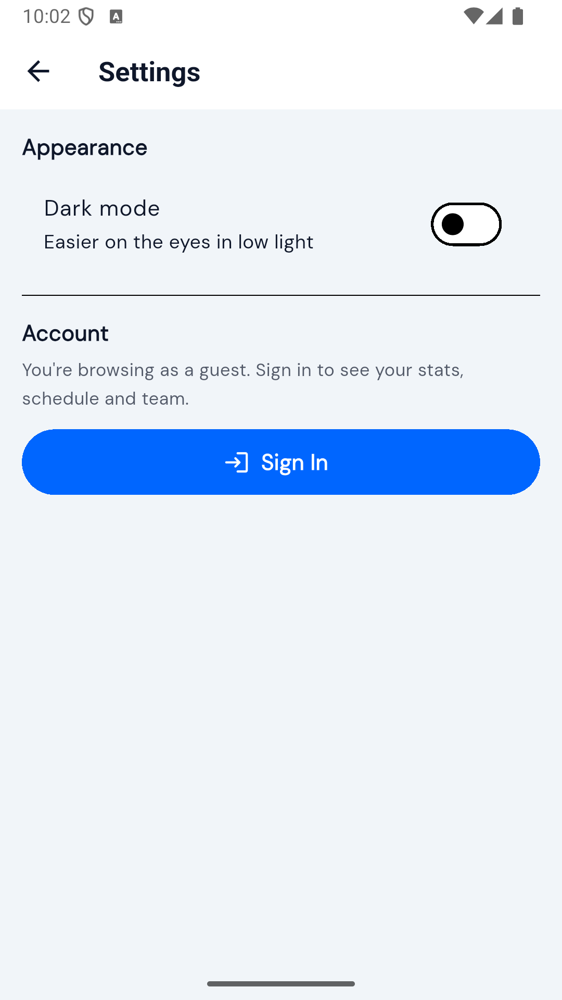 10:02
Settings
Appearance
Dark mode
Easier on the eyes in low light
Account
You're browsing as a guest. Sign in to see your stats,
schedule and team.
Sign In